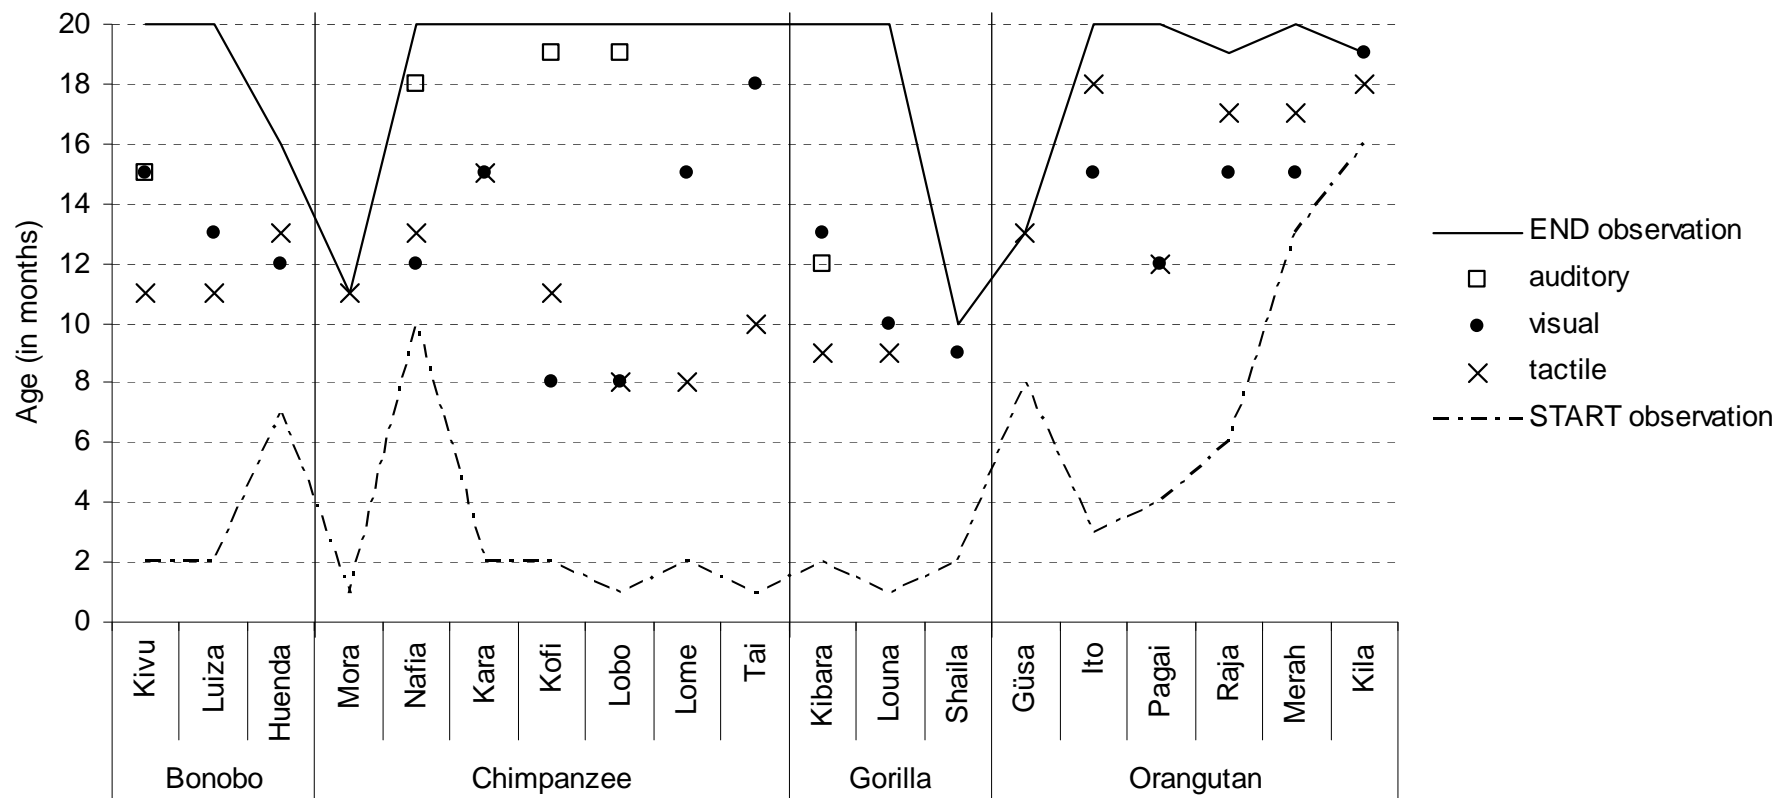 20
18
16
14
12
10
8
6
4
2
0
Age (in months)
Kivu
Luiza
Huenda
Mora
Nafia
Kara
Kofi
Lobo
Lome
Tai
Kibara
Louna
Shaila
Güsa
Ito
Pagai
Raja
Merah
Kila
Bonobo
Chimpanzee
Gorilla
Orangutan
END observation
auditory
visual
tactile
START observation